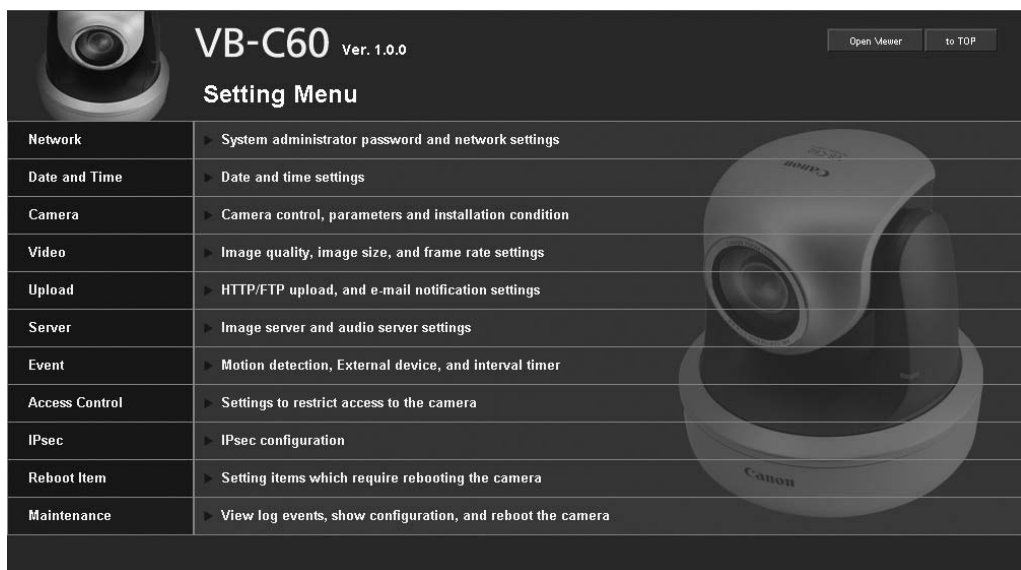 VB-C60 Ver. 1.0.0
Open Viewer
to TOP
Setting Menu
Network
System administrator password and network settings
Date and Time
Date and time settings
Camera
Camera control, parameters and installation condition
Video
Image quality, image size, and frame rate settings
Upload
HTTP/FTP upload, and e-mail notification settings
Server
Image server and audio server settings
Event
Motion detection, External device, and interval timer
Access Control
Settings to restrict access to the camera
IPsec
IPsec configuration
Reboot Item
Setting items which require rebooting the camera
Maintenance
View log events, show configuration, and reboot the camera
VB-C60
Canon
Canon